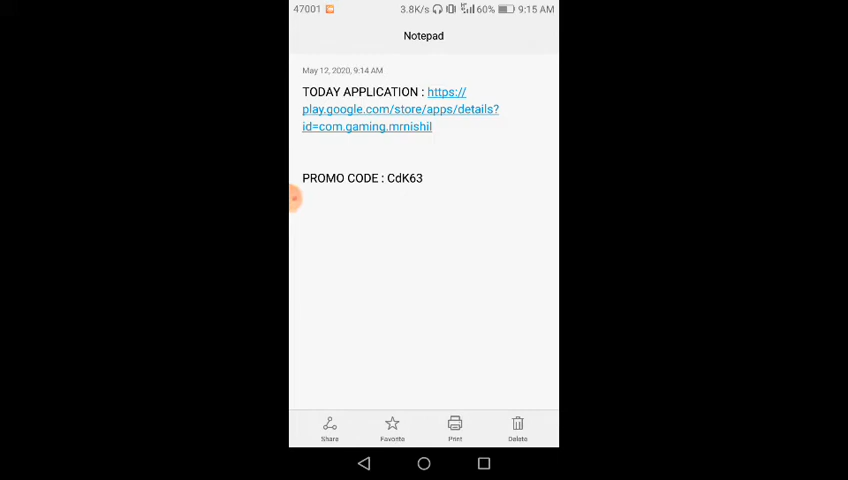 47001 3.8K/s 60% 9:15 AM
Notepad
May 12, 2020, 9:14 AM
TODAY APPLICATION : https://
play.google.com/store/apps/details?
id=com.gaming.mrnishil
PROMO CODE : CdK63
Share Favorite Print Delete